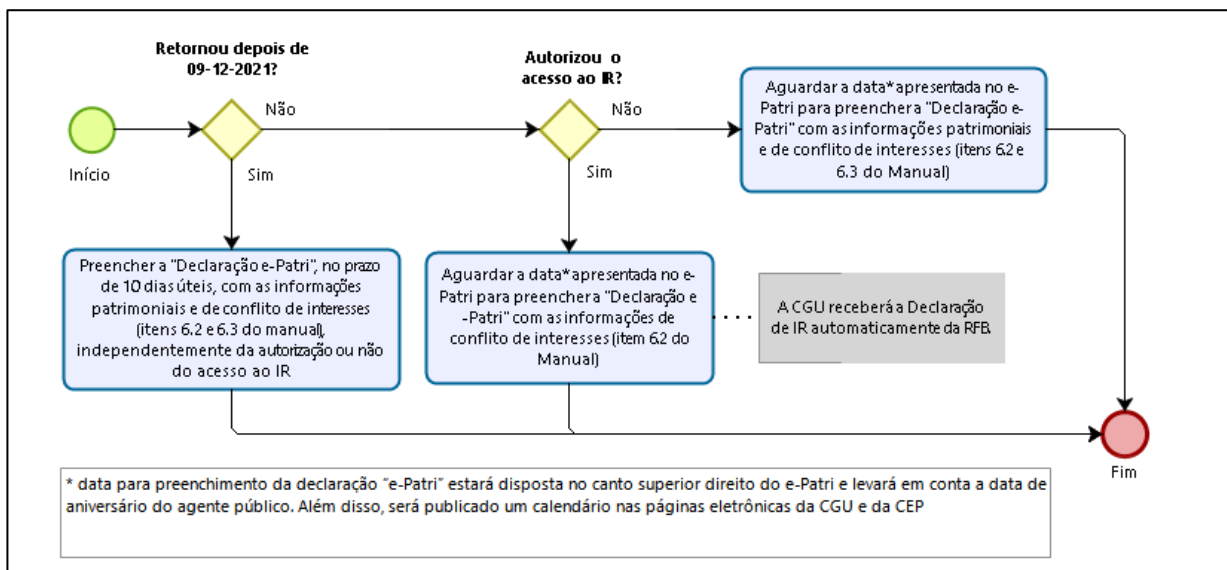 Retornou depois de
09-12-2021?
Autorizou o
acesso ao IR?
Início
Não
Sim
Não
Sim
Aguardar a data* apresentada no e-
Patri para preencher a "Declaração e-
Patri" com as informações patrimoniais
e de conflito de interesses (itens 6.2 e
6.3 do Manual)
Preencher a "Declaração e-Patri", no prazo
de 10 dias úteis, com as informações
patrimoniais e de conflito de interesses
(itens 6.2 e 6.3 do manual),
independentemente da autorização ou não
do acesso ao IR
Aguardar a data* apresentada no e-
Patri para preencher a "Declaração e
-Patri" com as informações de
conflito de interesses (item 6.2 do
Manual)
A CGU receberá a Declaração
de IR automaticamente da RFB.
Fim
* data para preenchimento da declaração "e-Patri" estará disposta no canto superior direito do e-Patri e levará em conta a data de
aniversário do agente público. Além disso, será publicado um calendário nas páginas eletrônicas da CGU e da CEP